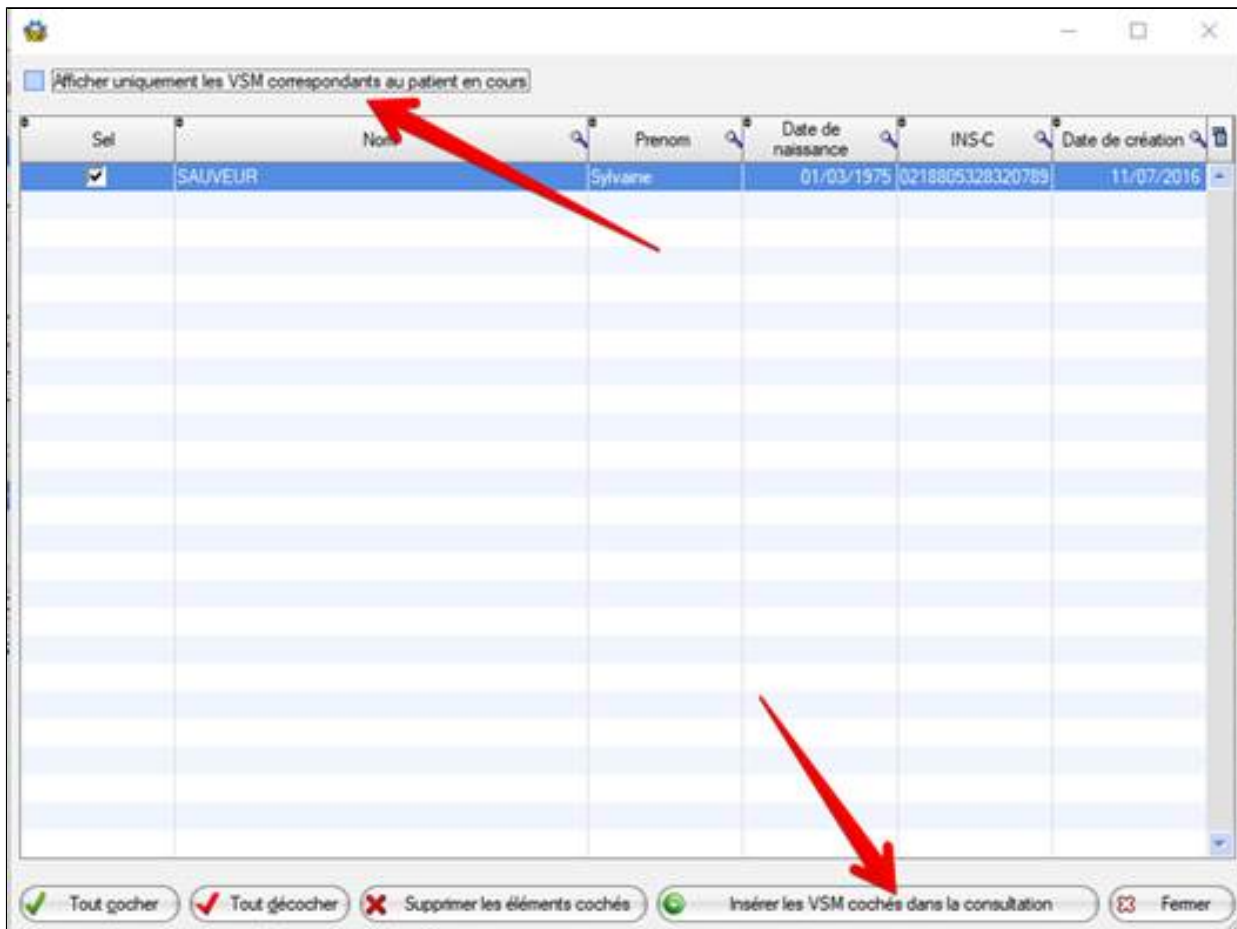 Afficher uniquement les VSM correspondants au patient en cours
Sel Nom Prenom Date de naissance INS-C Date de création
SAUVEUR Sylvaine 01/03/1975 0218805328320789 11/07/2016
Tout cocher Tout décocher Supprimer les éléments cochés Insérer les VSM cochés dans la consultation Fermer